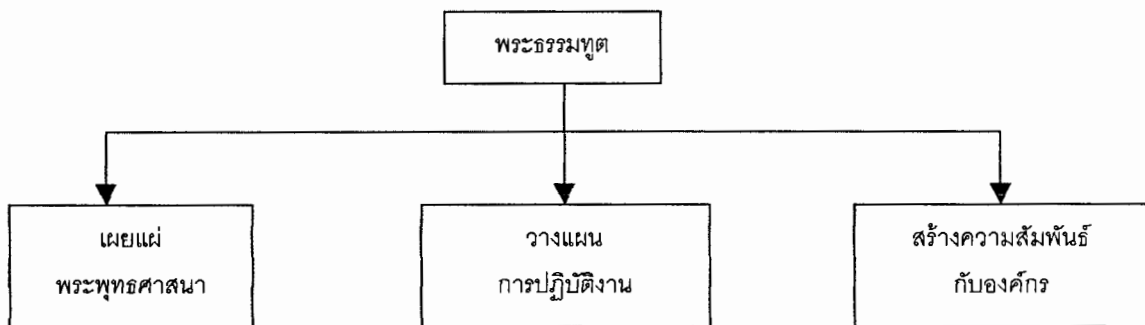 พระธรรมทูต
เผยแผ่
พระพุทธศาสนา
วางแผน
การปฏิบัติงาน
สร้างความสัมพันธ์
กับองค์กร